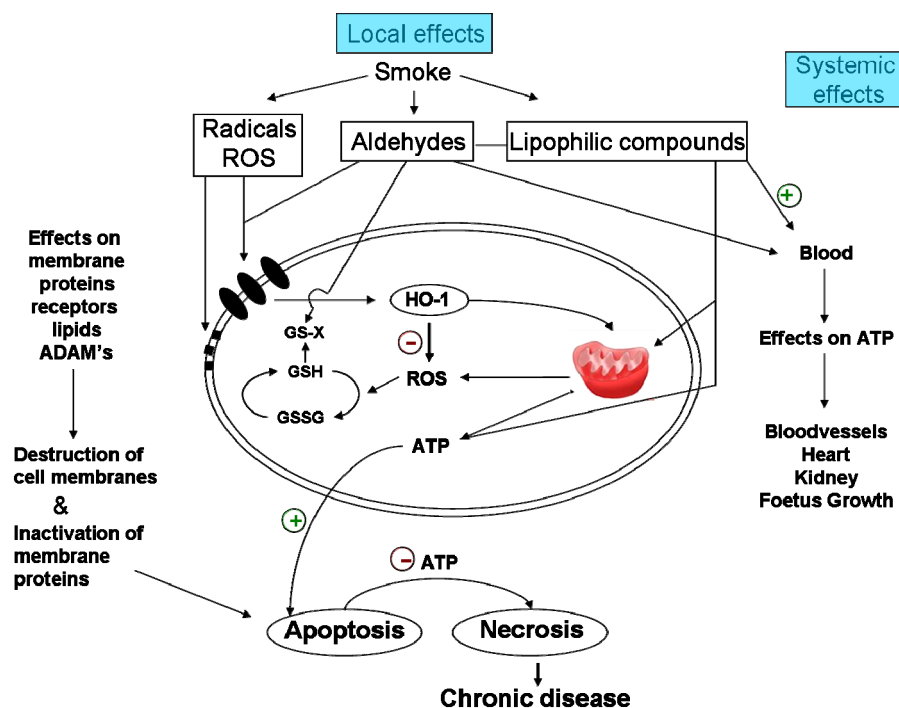 Local effects
Smoke
Systemic
effects
Radicals
ROS
Aldehydes
Lipophilic compounds
+
Effects on
membrane
proteins
receptors
lipids
ADAM's
Blood
HO-1
GS-X
-
Effects on ATP
GSH
ROS
GSSG
ATP
Bloodvessels
Heart
Kidney
Foetus Growth
Destruction of
cell membranes
&
Inactivation of
membrane
proteins
+
- ATP
Apoptosis
Necrosis
Chronic disease